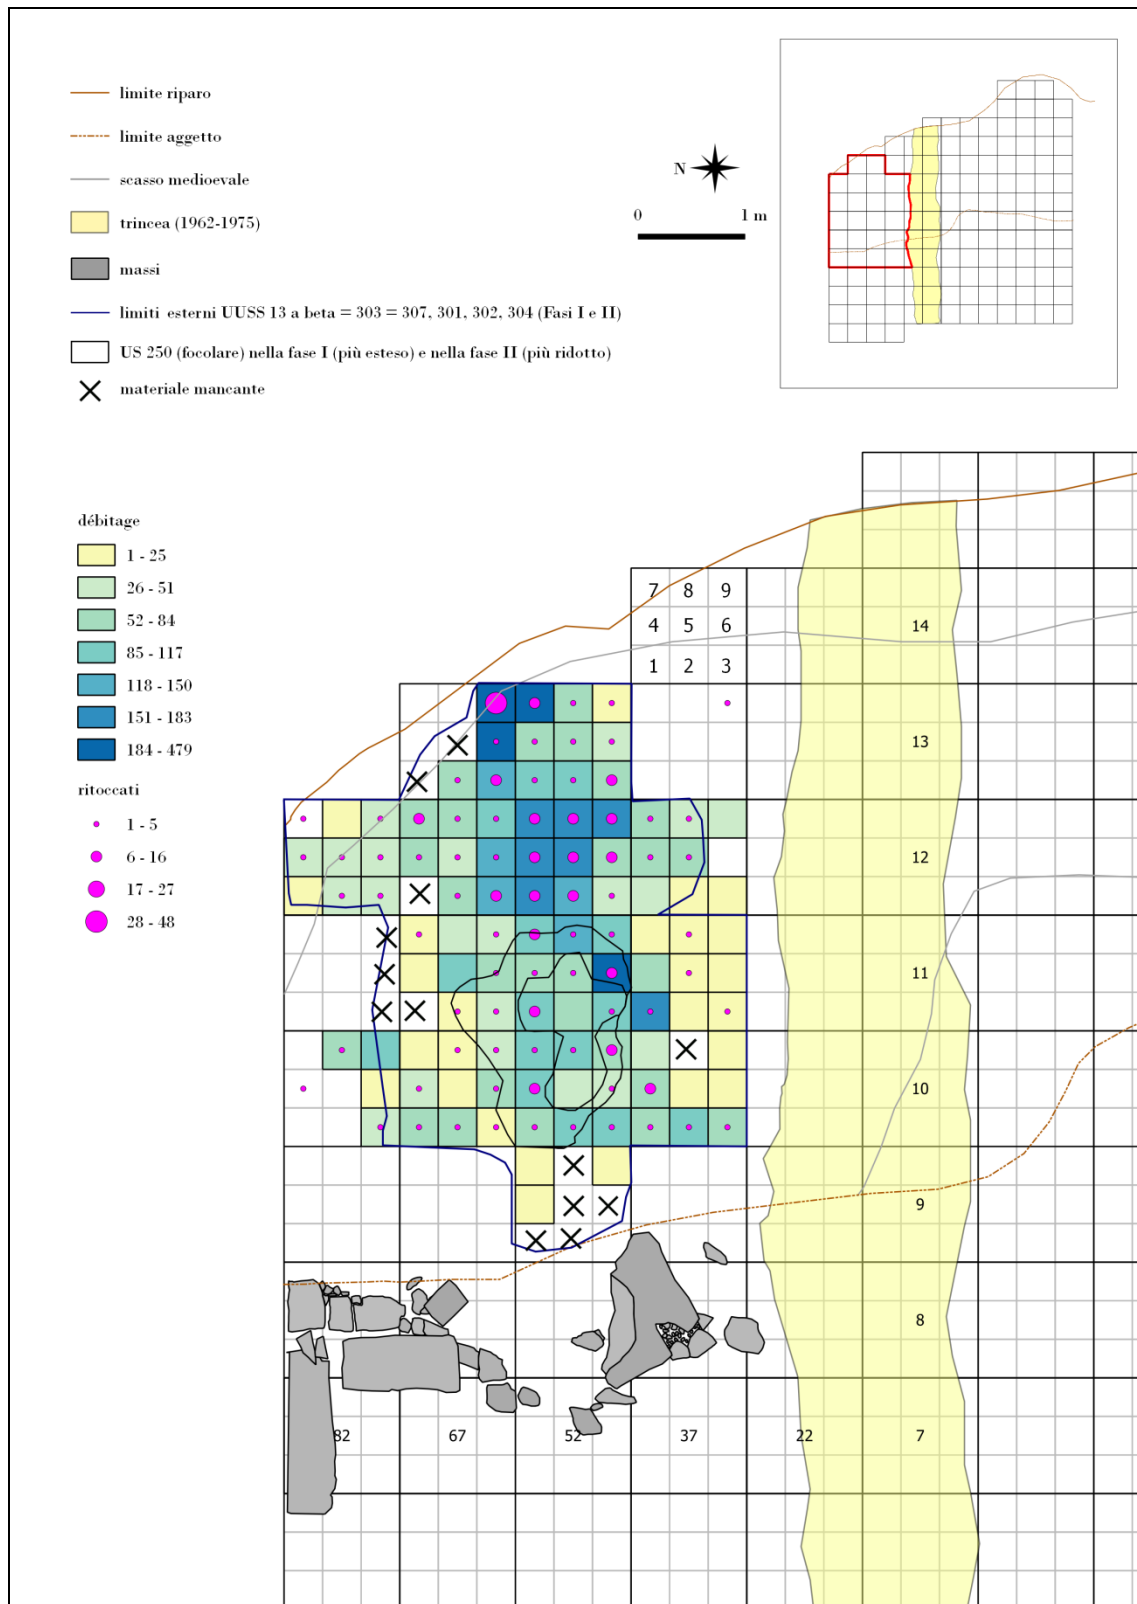 limite riparo
limite aggetto
scasso medioevale
trincea (1962-1975)
massi
limiti esterni UUSS 13 a beta = 303 = 307, 301, 302, 304 (Fasi I e II)
US 250 (focolare) nella fase I (più esteso) e nella fase II (più ridotto)
materiale mancante
N
0 1 m
débitage
1 - 25
26 - 51
52 - 84
85 - 117
118 - 150
151 - 183
184 - 479
ritoccati
1 - 5
6 - 16
17 - 27
28 - 48
7 8 9
4 5 6
1 2 3
14
13
12
11
10
9
8
82 67 52 37 22 7